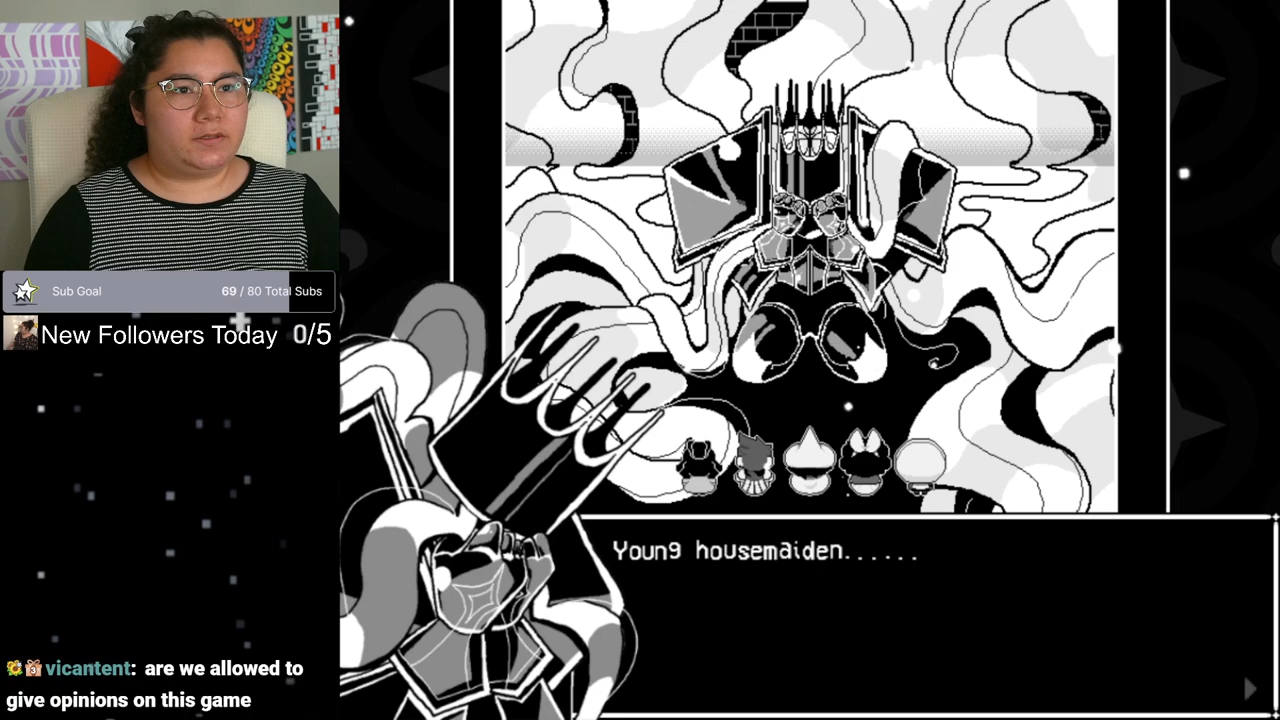 Sub Goal 69 / 80 Total Subs
New Followers Today 0/5
Young housemaiden......
vicantent: are we allowed to
give opinions on this game